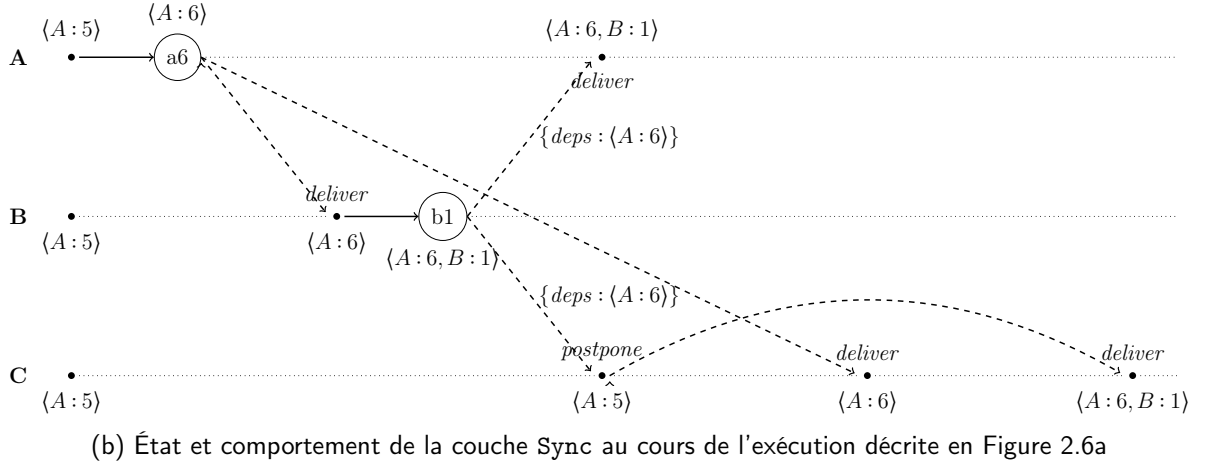 ⟨A : 6⟩
⟨A : 5⟩ ⟨A : 6, B : 1⟩
A a6
deliver
{deps : ⟨A : 6⟩}
deliver
B b1
⟨A : 5⟩ ⟨A : 6⟩ ⟨A : 6, B : 1⟩
{deps : ⟨A : 6⟩}
postpone deliver deliver
C
⟨A : 5⟩ ⟨A : 5⟩ ⟨A : 6⟩ ⟨A : 6, B : 1⟩
(b) État et comportement de la couche Sync au cours de l'exécution décrite en Figure 2.6a